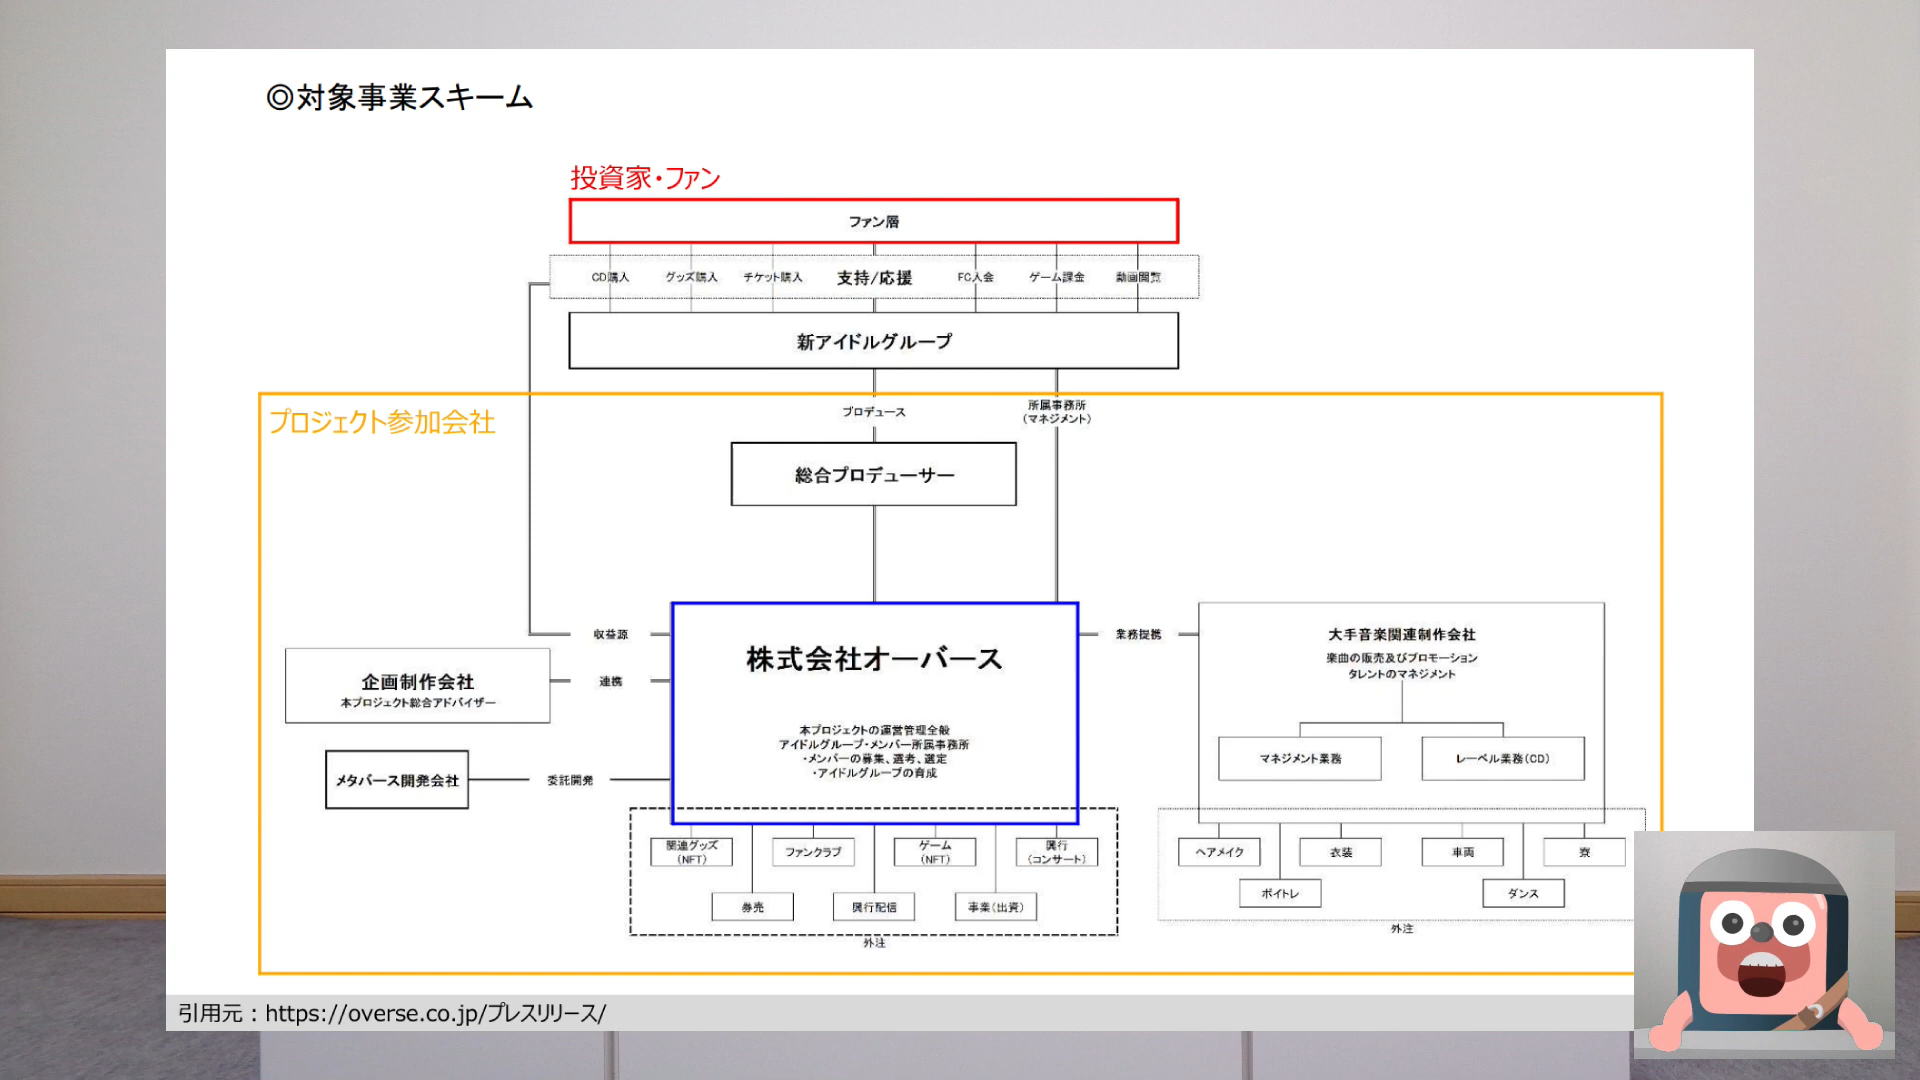 ◎対象事業スキーム
投資家・ファン
ファン層
CD購入 グッズ購入 チケット購入 支持/応援 FC入会 ゲーム課金 動画閲覧
新アイドルグループ
プロジェクト参加会社
プロデュース
所属事務所
(マネジメント)
総合プロデューサー
収益源
株式会社オーバース
本プロジェクトの運営管理全般
アイドルグループ・メンバー所属事務所
・メンバーの募集、選考、選定
・アイドルグループの育成
業務提携
大手音楽関連制作会社
楽曲の販売及びプロモーション
タレントのマネジメント
企画制作会社
本プロジェクト総合アドバイザー
連携
マネジメント業務
レーベル業務(CD)
メタバース開発会社
委託開発
関連グッズ
(NFT)
ファンクラブ
ゲーム
(NFT)
興行
(コンサート)
券売
興行配信
事業(出資)
外注
ヘアメイク
衣装
車両
寮
ボイトレ
ダンス
外注
引用元：https://overse.co.jp/プレスリリース/